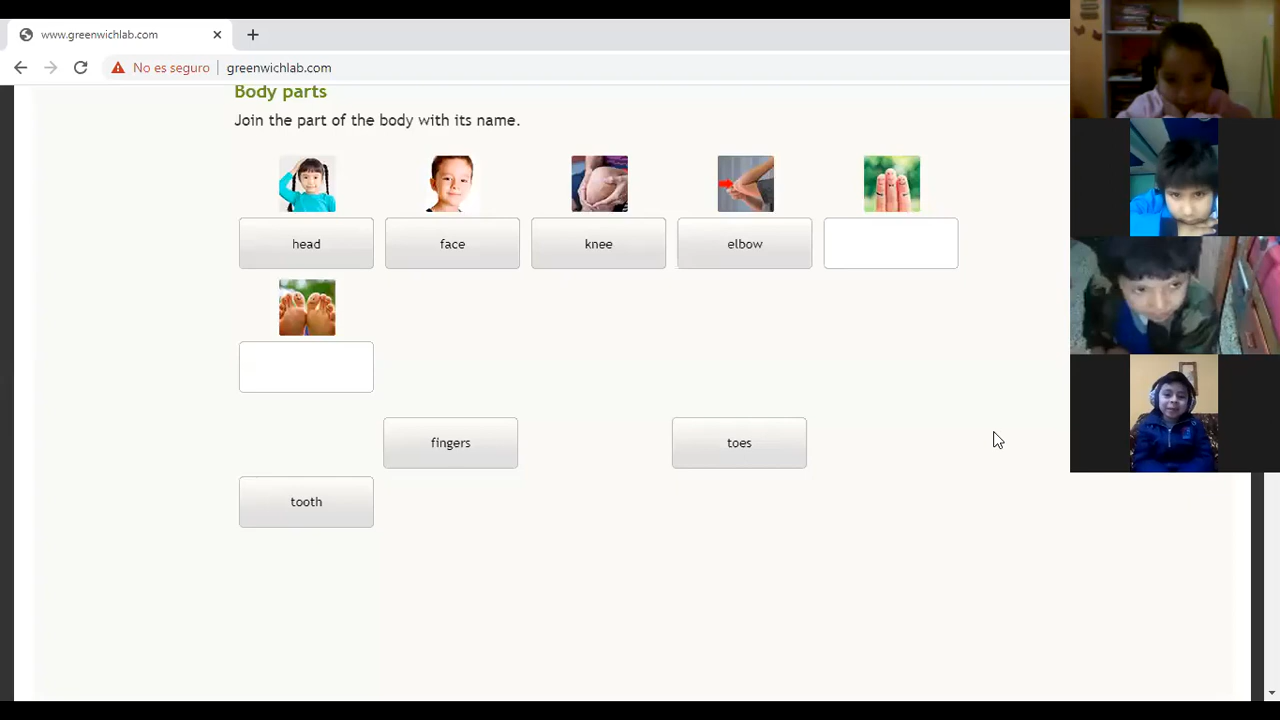 www.greenwichlab.com
No es seguro greenwichlab.com
Body parts
Join the part of the body with its name.
head face knee elbow
fingers toes
tooth